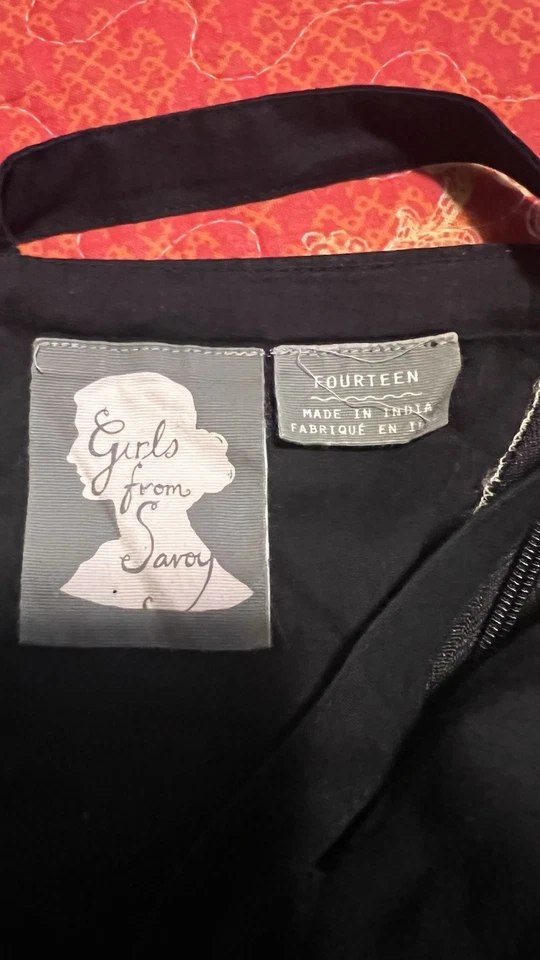 Girls
from
Savoy
FOURTEEN
MADE IN INDIA
FABRIQUÉ EN